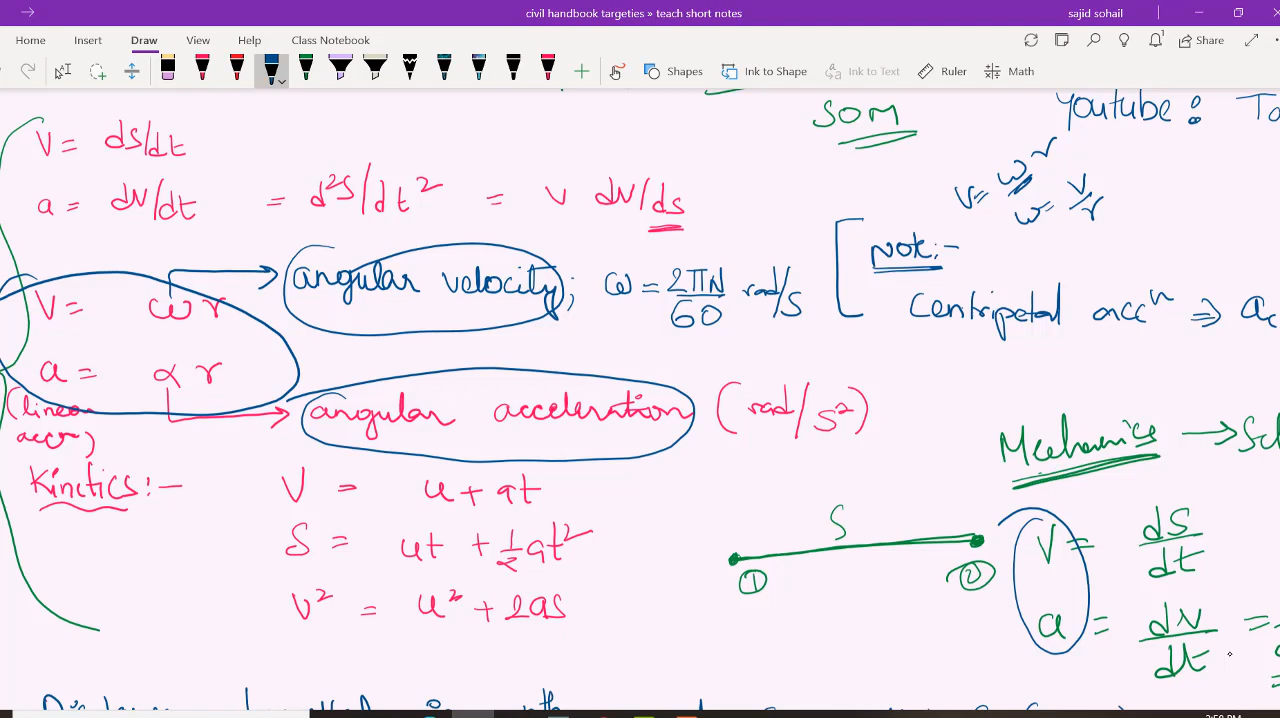 civil handbook targeties » teach short notes
sajid sohail
Home Insert Draw View Help Class Notebook
Share
Shapes Ink to Shape Ink to Text Ruler Math
SOM
Youtube :
V = ds/dt
a = dv/dt = d²s/dt² = v dv/ds
v = ωr
ω = v/r
Note:-
Centripetal accⁿ ⇒ ac
V = ωr
angular velocity; ω = 2πN/60 rad/s
a = αr
(linear accⁿ)
angular acceleration (rad/s²)
Mechanics →
Kinetics:-
V = u + at
S = ut + 1/2 at²
V² = u² + 2as
S
① ②
V = ds/dt
a = dv/dt =